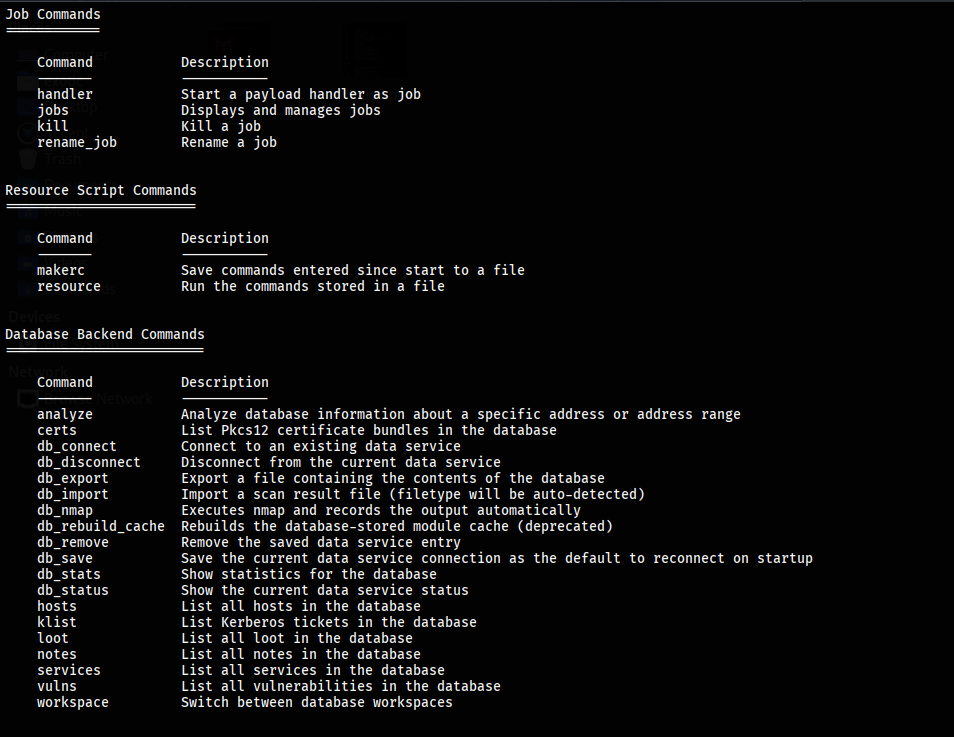 Job Commands
============
Command Description
------- -----------
handler Start a payload handler as job
jobs Displays and manages jobs
kill Kill a job
rename_job Rename a job
Resource Script Commands
========================
Command Description
------- -----------
makerc Save commands entered since start to a file
resource Run the commands stored in a file
Devices
Database Backend Commands
=========================
Network
Command Description
------- -----------
analyze Analyze database information about a specific address or address range
certs List Pkcs12 certificate bundles in the database
db_connect Connect to an existing data service
db_disconnect Disconnect from the current data service
db_export Export a file containing the contents of the database
db_import Import a scan result file (filetype will be auto-detected)
db_nmap Executes nmap and records the output automatically
db_rebuild_cache Rebuilds the database-stored module cache (deprecated)
db_remove Remove the saved data service entry
db_save Save the current data service connection as the default to reconnect on startup
db_stats Show statistics for the database
db_status Show the current data service status
hosts List all hosts in the database
klist List Kerberos tickets in the database
loot List all loot in the database
notes List all notes in the database
services List all services in the database
vulns List all vulnerabilities in the database
workspace Switch between database workspaces